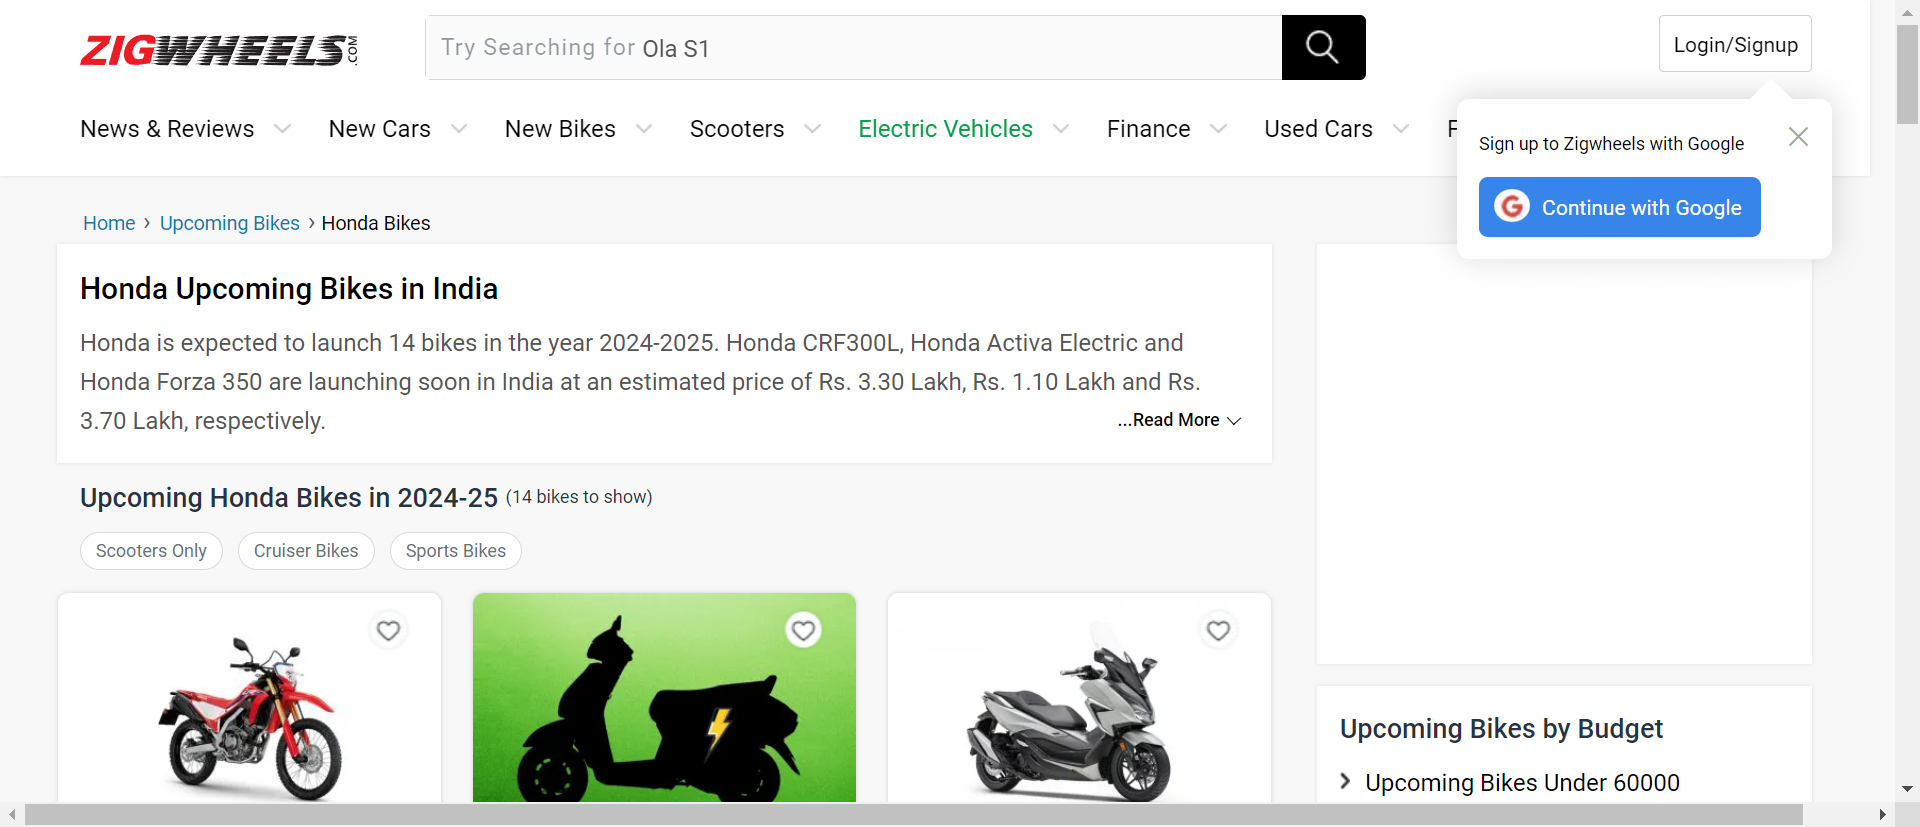 ZIGWHEELS.COM
Try Searching for Ola S1
Login/Signup
News & Reviews
New Cars
New Bikes
Scooters
Electric Vehicles
Finance
Used Cars
F
Sign up to Zigwheels with Google
Continue with Google
Home › Upcoming Bikes › Honda Bikes
Honda Upcoming Bikes in India
Honda is expected to launch 14 bikes in the year 2024-2025. Honda CRF300L, Honda Activa Electric and
Honda Forza 350 are launching soon in India at an estimated price of Rs. 3.30 Lakh, Rs. 1.10 Lakh and Rs.
3.70 Lakh, respectively.
...Read More
Upcoming Honda Bikes in 2024-25 (14 bikes to show)
Scooters Only
Cruiser Bikes
Sports Bikes
Upcoming Bikes by Budget
Upcoming Bikes Under 60000